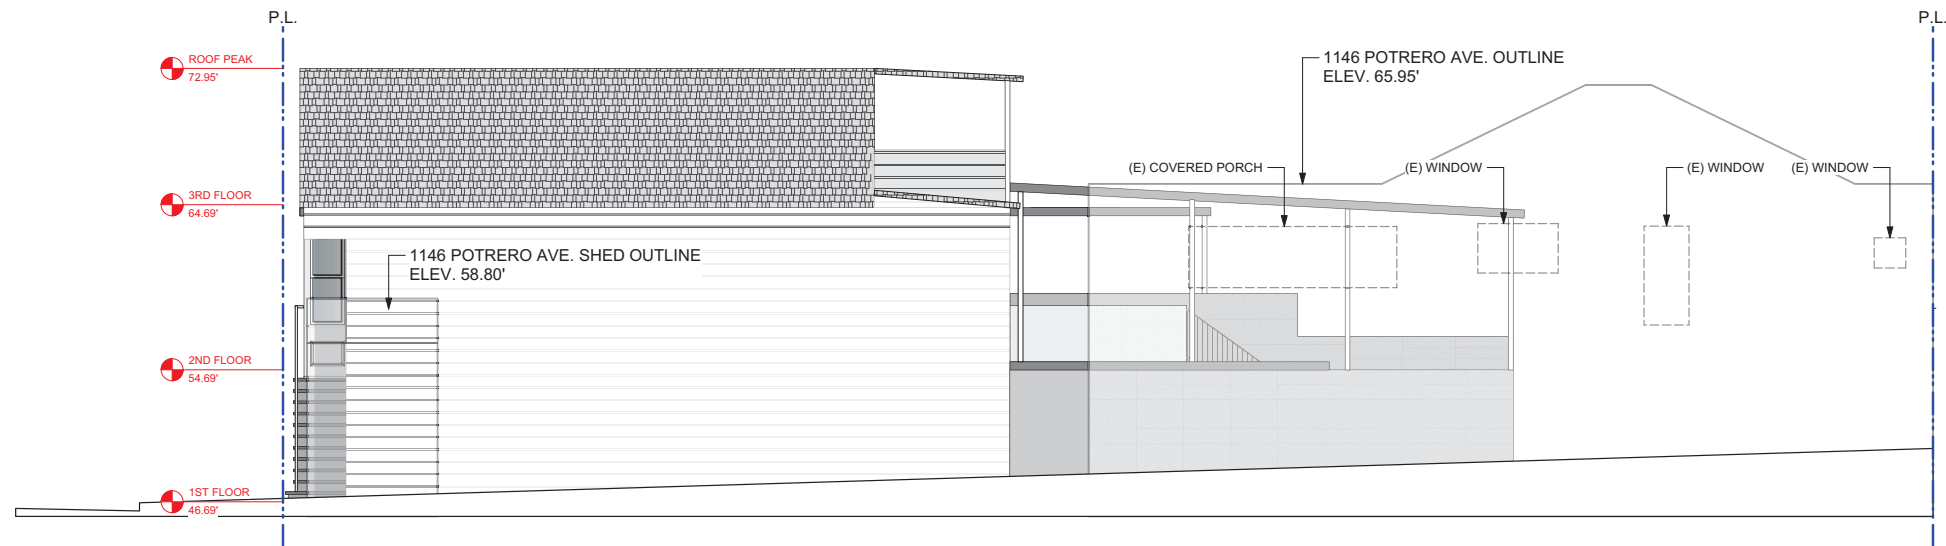 P.L.
P.L.
ROOF PEAK
72.95'
1146 POTRERO AVE. OUTLINE
ELEV. 65.95'
(E) COVERED PORCH
(E) WINDOW
(E) WINDOW
(E) WINDOW
3RD FLOOR
64.69'
1146 POTRERO AVE. SHED OUTLINE
ELEV. 58.80'
2ND FLOOR
54.69'
1ST FLOOR
46.69'